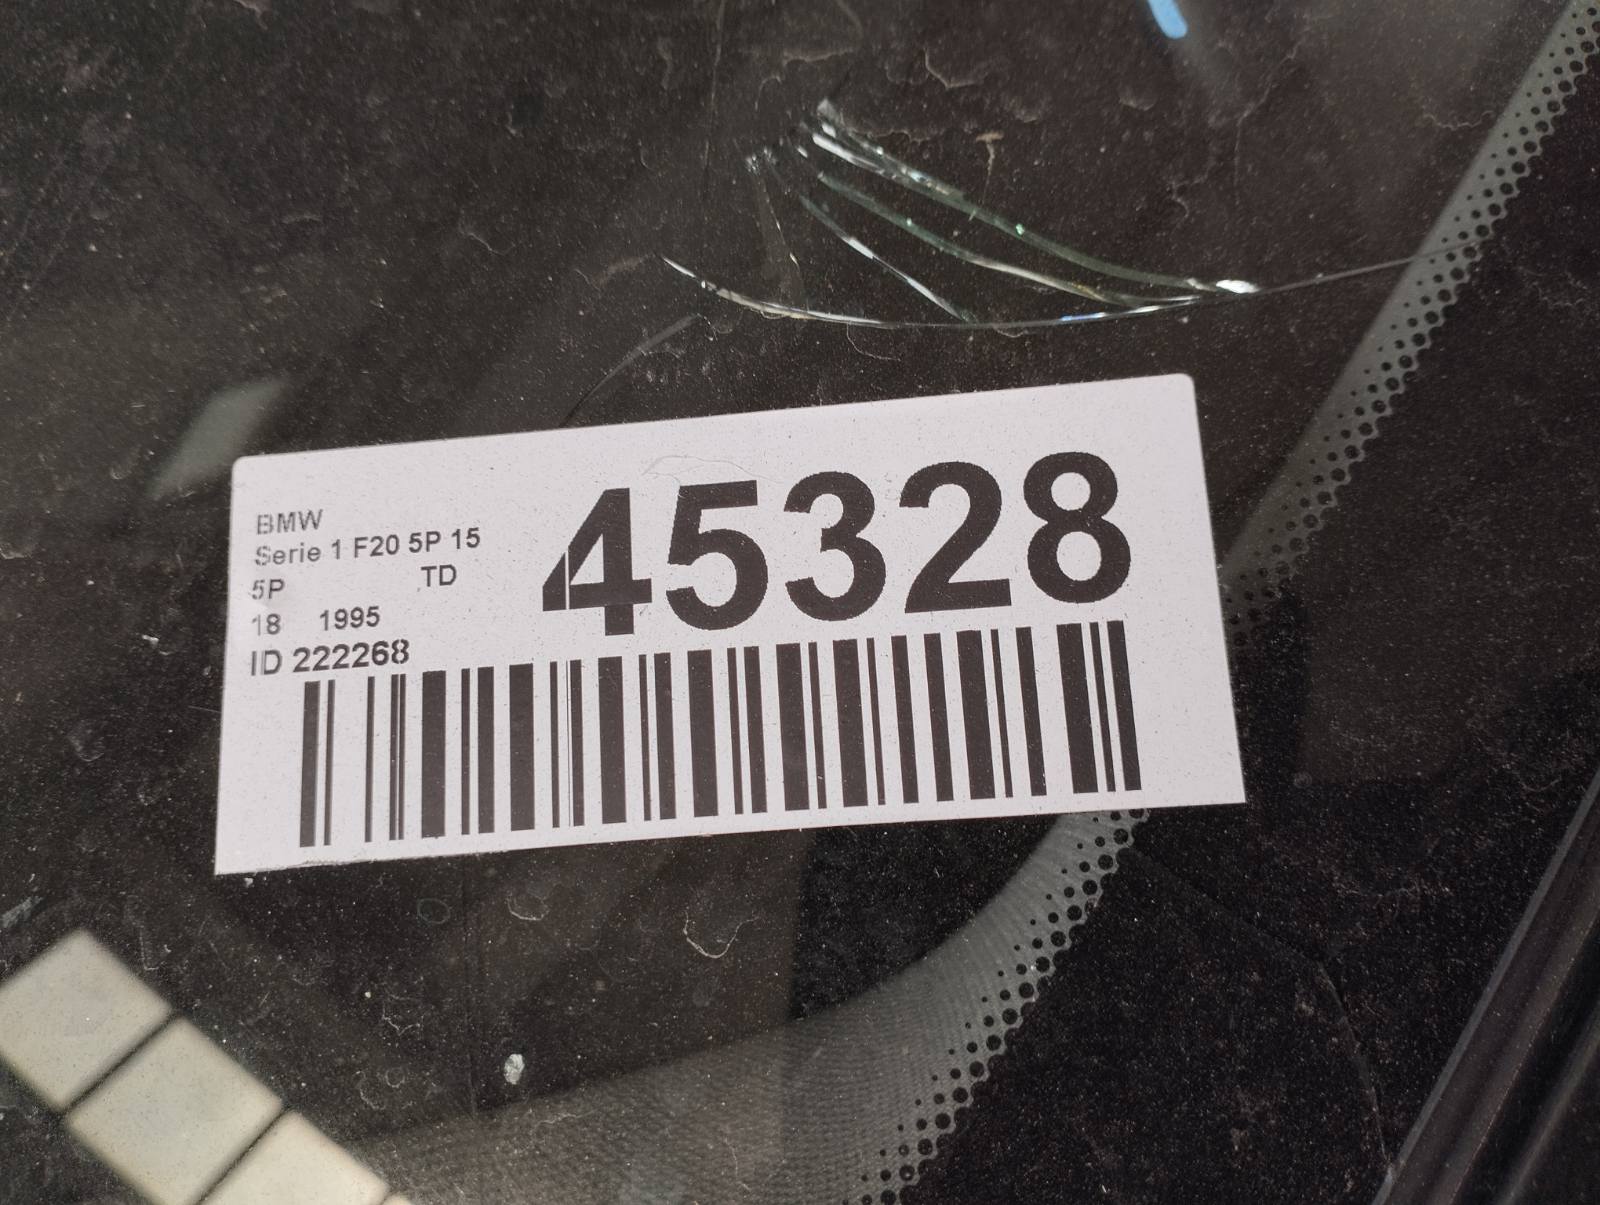 BMW
Serie 1 F20 5P 15
5P TD
18 1995
ID 222268
45328